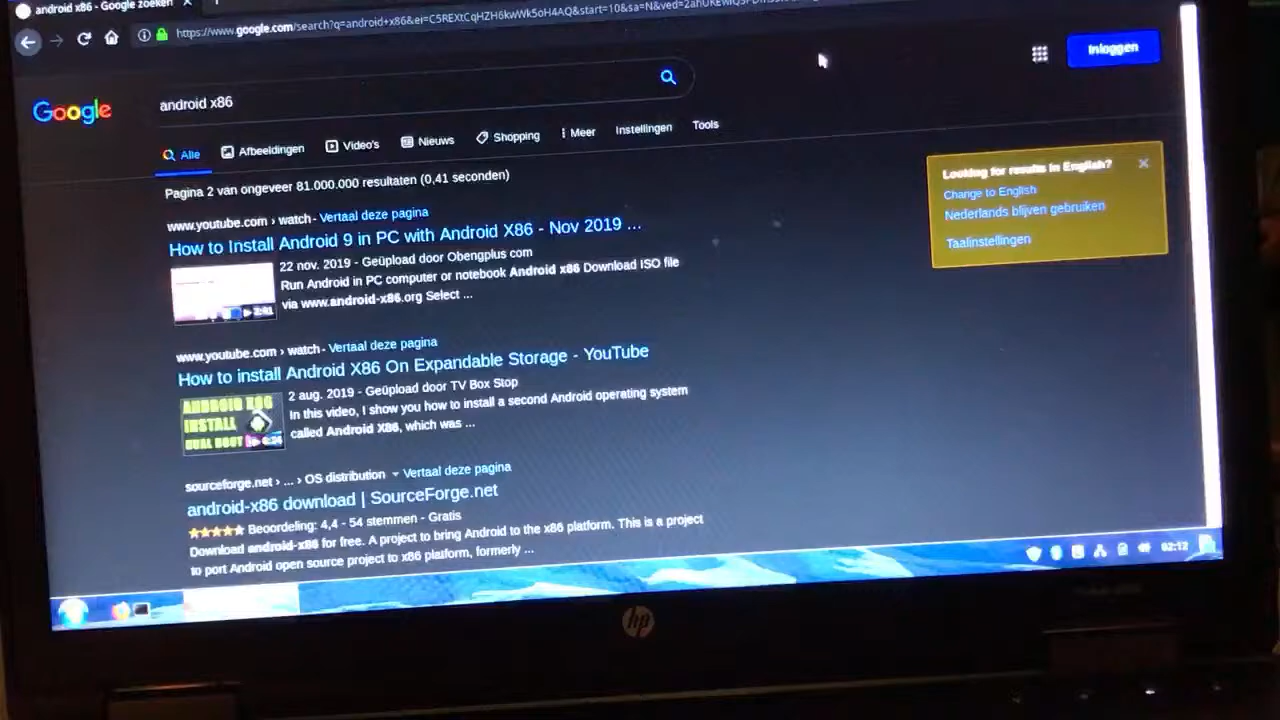 android x86 - Google zoeken
https://www.google.com/search?q=android+x86&ei=C5REXtCqHZH6kwWk5oH4AQ&start=10&sa=N&ved=
Google
android x86
Inloggen
Alle Afbeeldingen Video's Nieuws Shopping Meer Instellingen Tools
Pagina 2 van ongeveer 81.000.000 resultaten (0,41 seconden)
Looking for results in English?
Change to English
Nederlands blijven gebruiken
Taalinstellingen
www.youtube.com › watch - Vertaal deze pagina
How to Install Android 9 in PC with Android X86 - Nov 2019 ...
22 nov. 2019 - Geüpload door Obengplus com
Run Android in PC computer or notebook Android x86 Download ISO file
via www.android-x86.org Select ...
www.youtube.com › watch - Vertaal deze pagina
How to install Android X86 On Expandable Storage - YouTube
2 aug. 2019 - Geüpload door TV Box Stop
In this video, I show you how to install a second Android operating system
called Android X86, which was ...
ANDROID X86
INSTALL
DUAL BOOT
sourceforge.net › ... › OS distribution Vertaal deze pagina
android-x86 download | SourceForge.net
Beoordeling: 4,4 - 54 stemmen - Gratis
Download android-x86 for free. A project to bring Android to the x86 platform. This is a project
to port Android open source project to x86 platform, formerly ...
02:12
hp